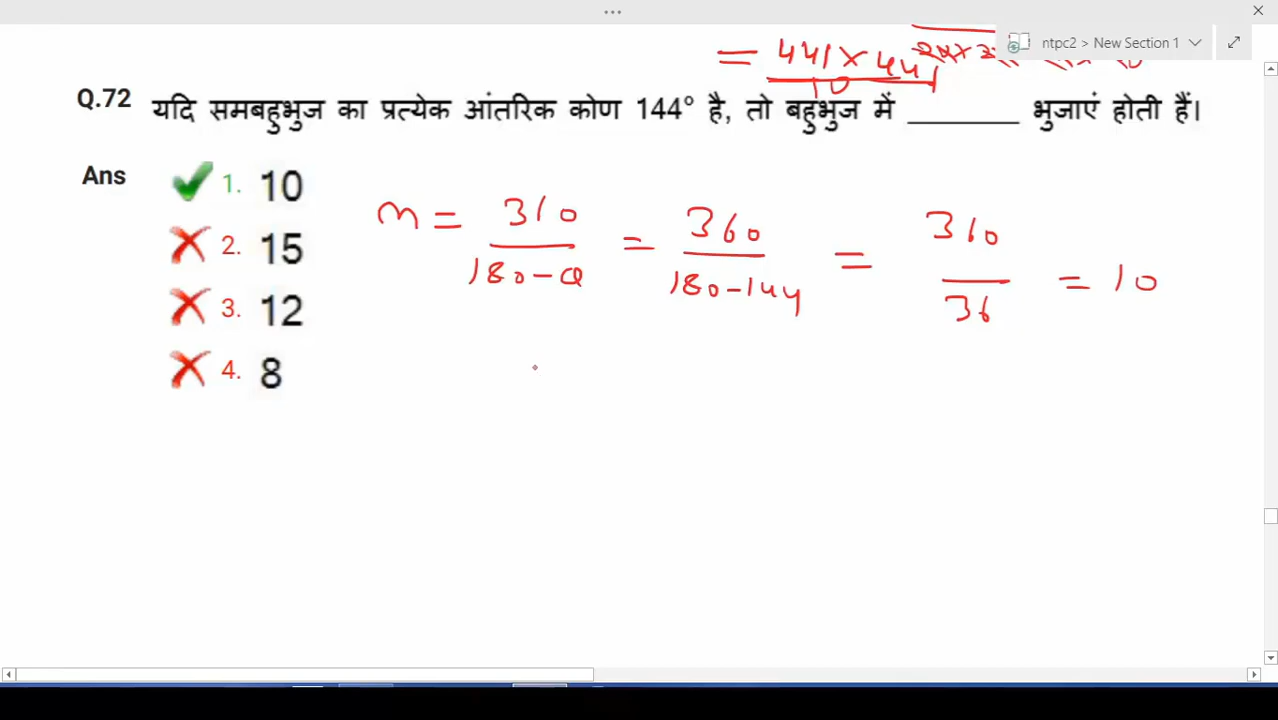 ntpc2 > New Section 1
= 441 × 441
10
Q.72 यदि समबहुभुज का प्रत्येक आंतरिक कोण 144° है, तो बहुभुज में ________ भुजाएं होती हैं।
Ans
1. 10
2. 15
3. 12
4. 8
n = 360 / 180-a = 360 / 180-144 = 360 / 36 = 10